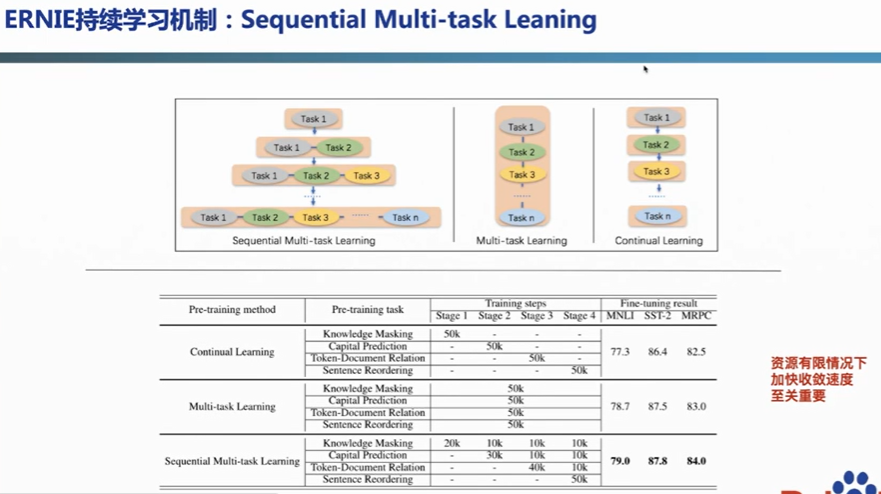 ERNIE持续学习机制：Sequential Multi-task Leaning
Task 1
Task 1 Task 2
Task 1 Task 2 Task 3
......
Task 1 Task 2 Task 3 ...... Task n
Sequential Multi-task Learning
Task 1
Task 2
Task 3
......
Task n
Multi-task Learning
Task 1
Task 2
Task 3
......
Task n
Continual Learning
Pre-training method Pre-training task Training steps Fine-tuning result
Stage 1 Stage 2 Stage 3 Stage 4 MNLI SST-2 MRPC
Continual Learning 77.3 86.4 82.5
Knowledge Masking 50k - - -
Capital Prediction - 50k - -
Token-Document Relation - - 50k -
Sentence Reordering - - - 50k
Multi-task Learning 78.7 87.5 83.0
Knowledge Masking 50k
Capital Prediction 50k
Token-Document Relation 50k
Sentence Reordering 50k
Sequential Multi-task Learning 79.0 87.8 84.0
Knowledge Masking 20k 10k 10k 10k
Capital Prediction - 30k 10k 10k
Token-Document Relation - - 40k 10k
Sentence Reordering - - - 50k
资源有限情况下
加快收敛速度
至关重要